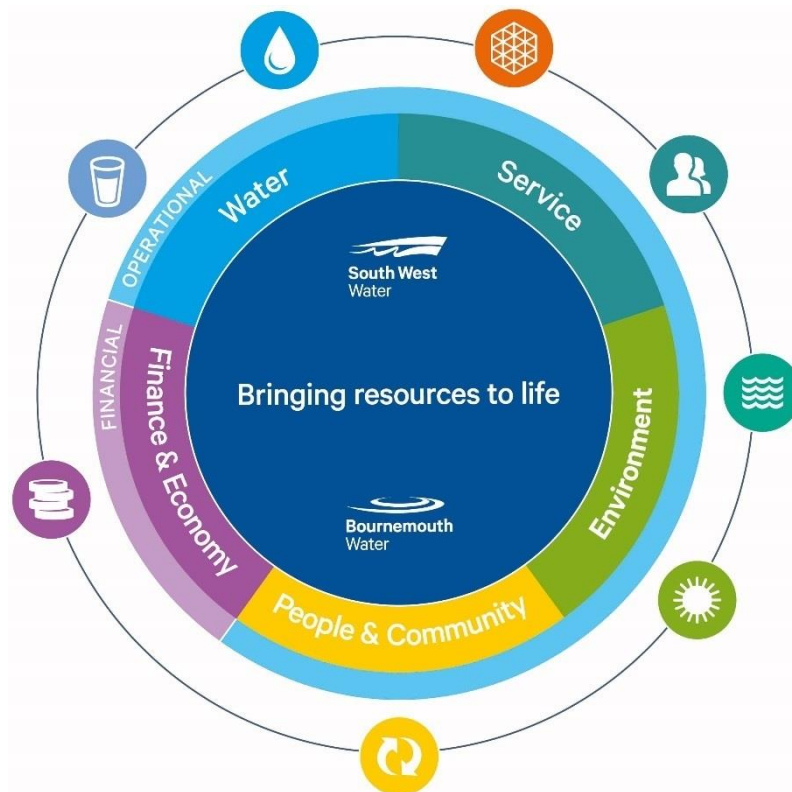 OPERATIONAL
Water
Service
South West
Water
FINANCIAL
Finance & Economy
Bringing resources to life
Environment
Bournemouth
Water
People & Community